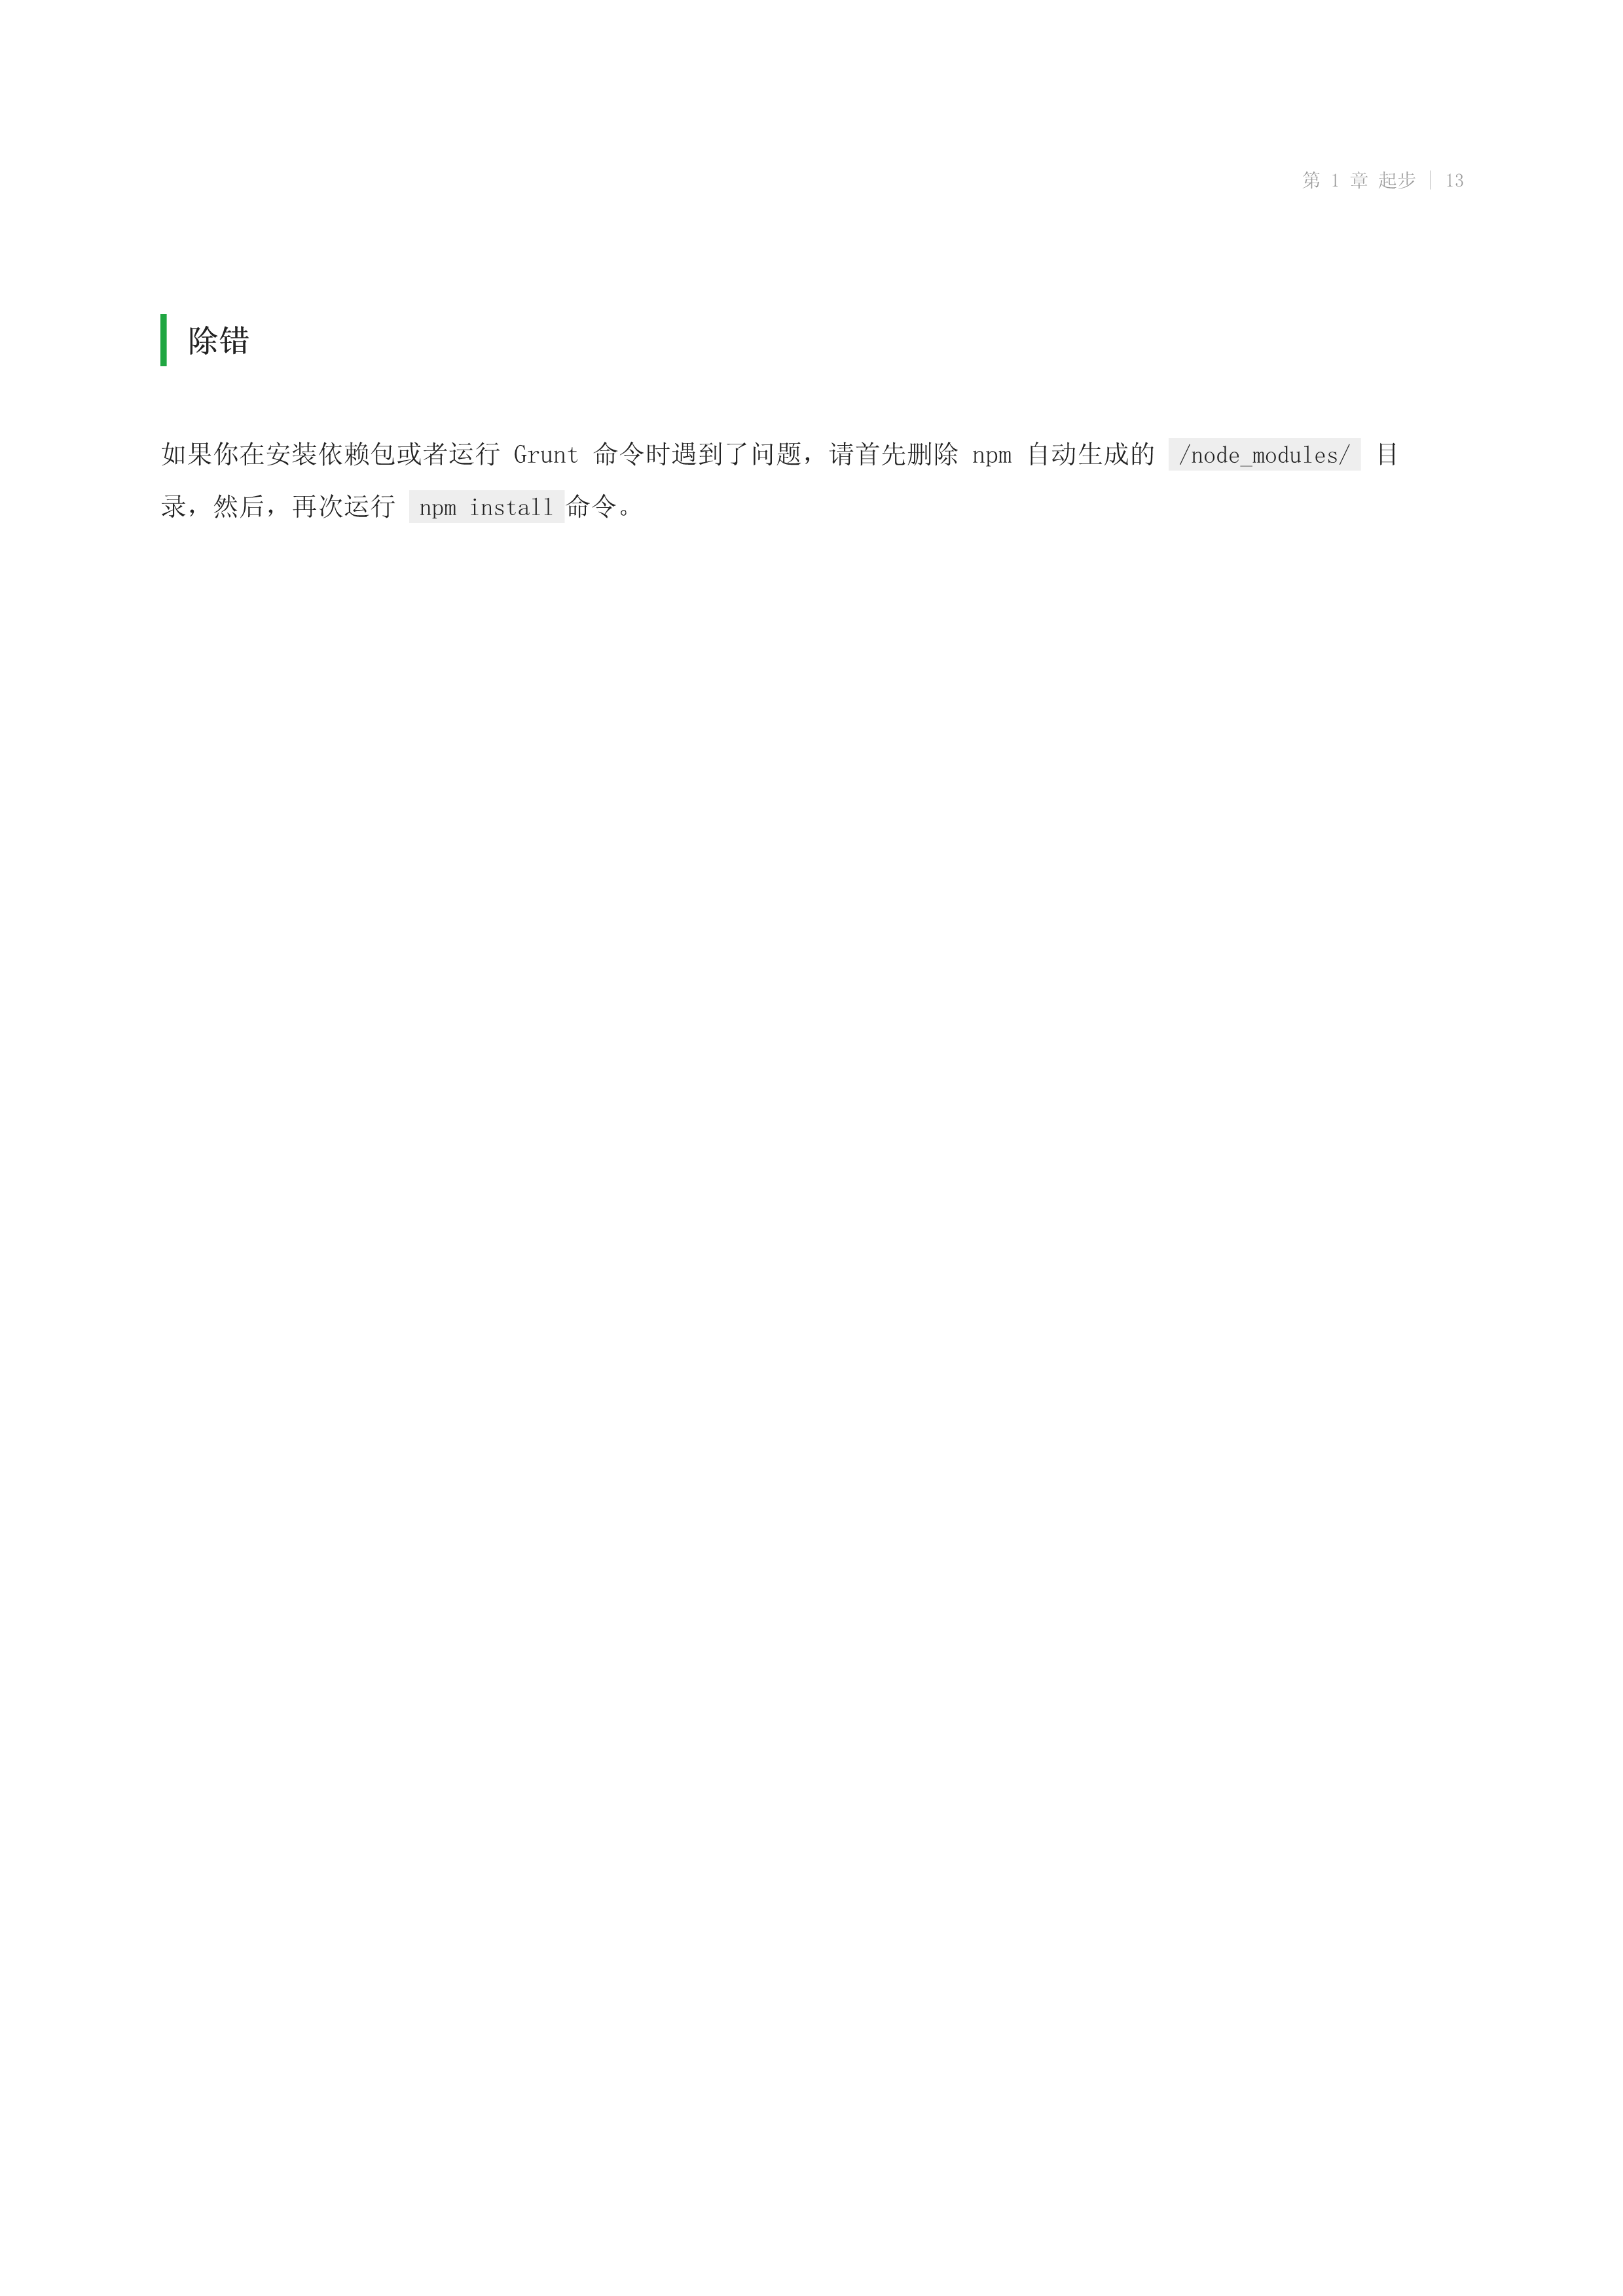 第 1 章 起步 | 13
除错
如果你在安装依赖包或者运行 Grunt 命令时遇到了问题，请首先删除 npm 自动生成的 /node_modules/ 目
录，然后，再次运行 npm install 命令。